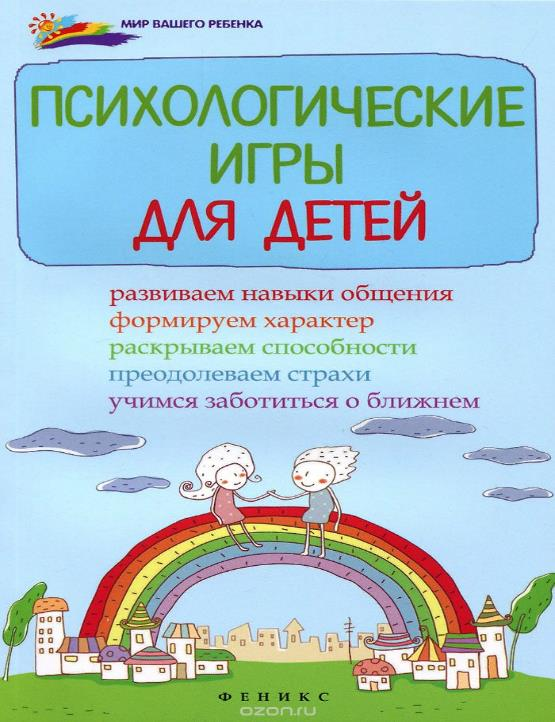 МИР ВАШЕГО РЕБЕНКА
ПСИХОЛОГИЧЕСКИЕ
ИГРЫ
ДЛЯ ДЕТЕЙ
развиваем навыки общения
формируем характер
раскрываем способности
преодолеваем страхи
учимся заботиться о ближнем
ФЕНИКС
ozon.ru